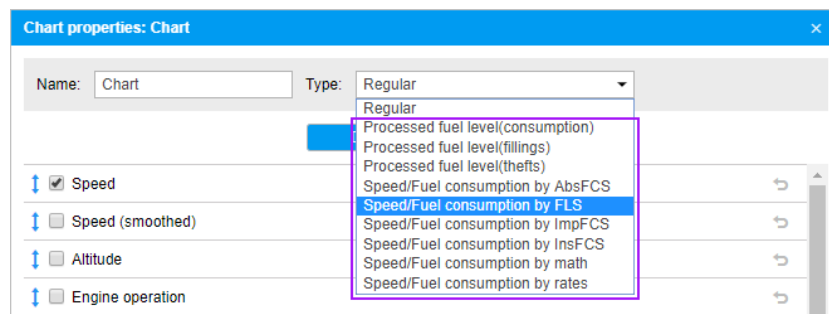 Chart properties: Chart ×
Name: Chart Type: Regular
Regular
Processed fuel level(consumption)
Processed fuel level(fillings)
Processed fuel level(thefts)
Speed/Fuel consumption by AbsFCS
Speed/Fuel consumption by FLS
Speed/Fuel consumption by ImpFCS
Speed/Fuel consumption by InsFCS
Speed/Fuel consumption by math
Speed/Fuel consumption by rates
Speed
Speed (smoothed)
Altitude
Engine operation